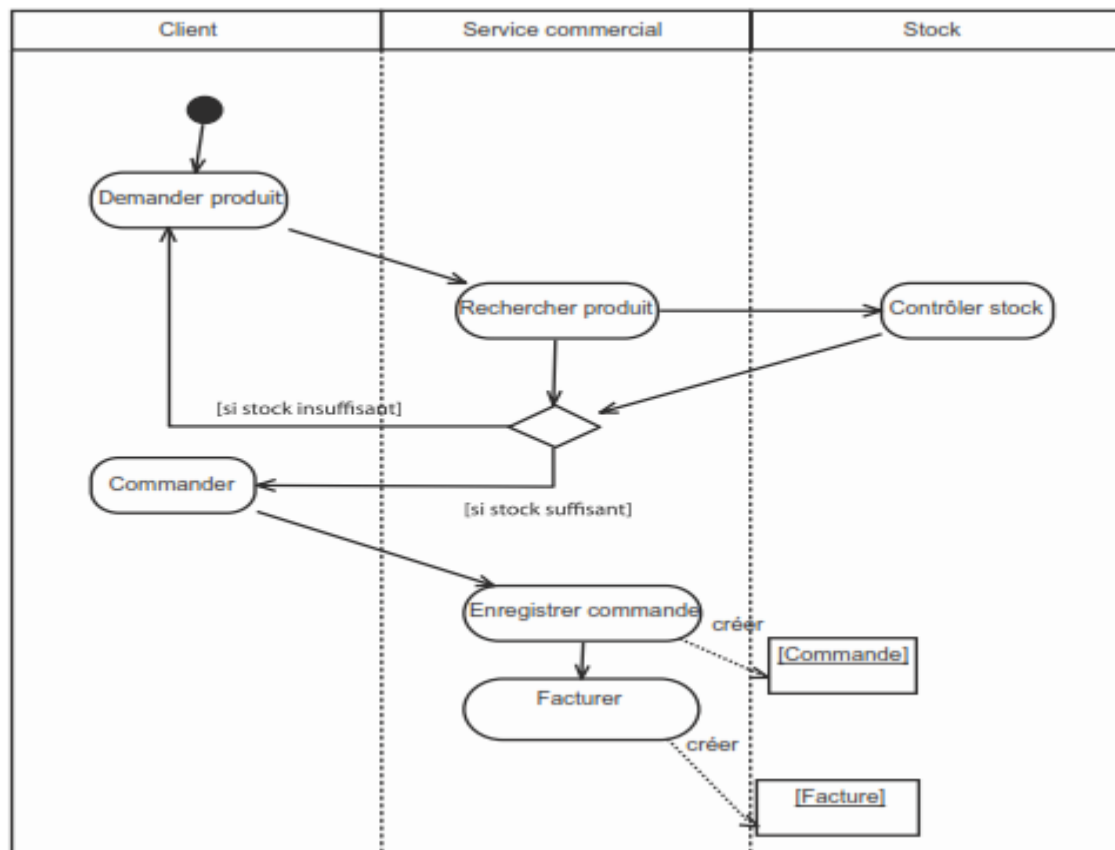 Client
Service commercial
Stock
Demander produit
Rechercher produit
Contrôler stock
[si stock insuffisant]
Commander
[si stock suffisant]
Enregistrer commande
créer
[Commande]
Facturer
créer
[Facture]